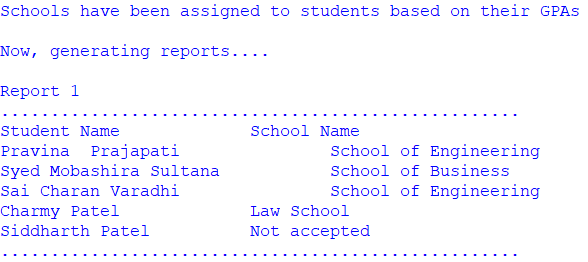 Schools have been assigned to students based on their GPAs
Now, generating reports....
Report 1
....................................................
Student Name             School Name
Pravina  Prajapati               School of Engineering
Syed Mobashira Sultana           School of Business
Sai Charan Varadhi               School of Engineering
Charmy Patel             Law School
Siddharth Patel          Not accepted
....................................................